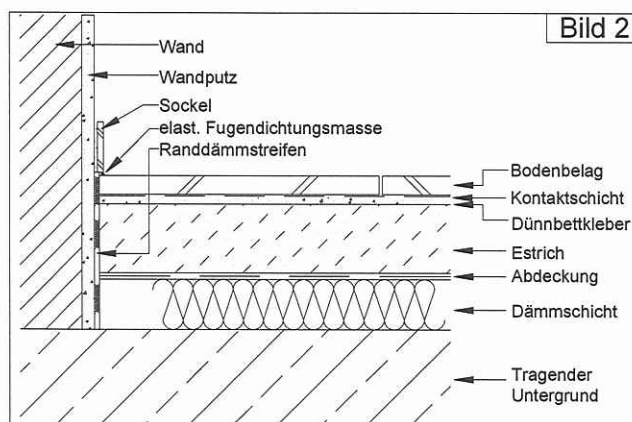 Bild 2
Wand
Wandputz
Sockel
elast. Fugendichtungsmasse
Randdämmstreifen
Bodenbelag
Kontaktschicht
Dünnbettkleber
Estrich
Abdeckung
Dämmschicht
Tragender
Untergrund